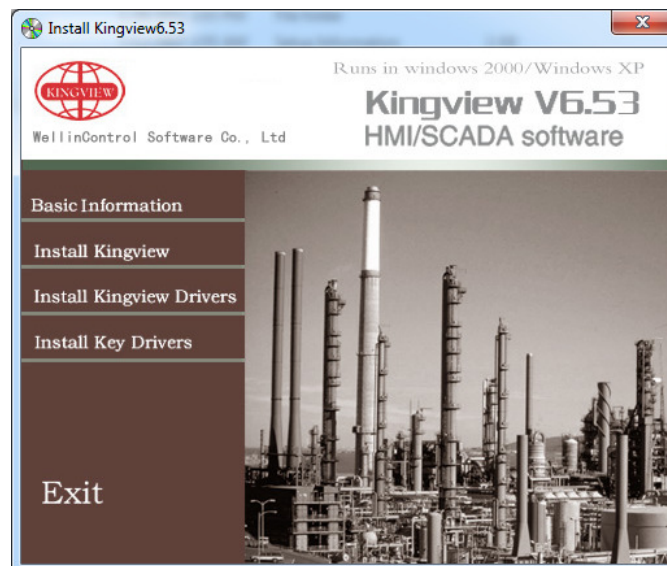 Install Kingview6.53
Runs in windows 2000/Windows XP
KINGVIEW
Kingview V6.53
WellinControl Software Co., Ltd
HMI/SCADA software
Basic Information
Install Kingview
Install Kingview Drivers
Install Key Drivers
Exit